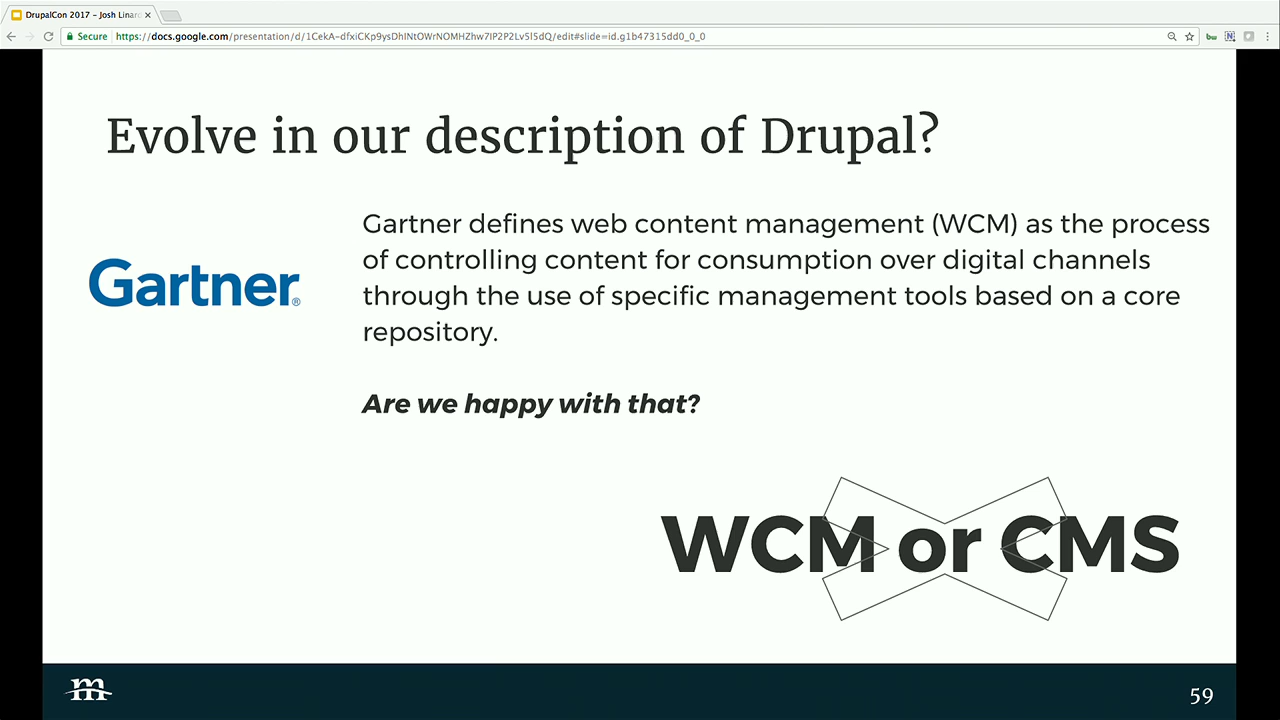 DrupalCon 2017 - Josh Linard
Secure https://docs.google.com/presentation/d/1CekA-dfxiCKp9ysDhINtOWrNOMHZhw7IP2P2Lv5I5dQ/edit#slide=id.g1b47315dd0_0_0
Evolve in our description of Drupal?
Gartner®
Gartner defines web content management (WCM) as the process
of controlling content for consumption over digital channels
through the use of specific management tools based on a core
repository.
Are we happy with that?
WCM or CMS
m
59